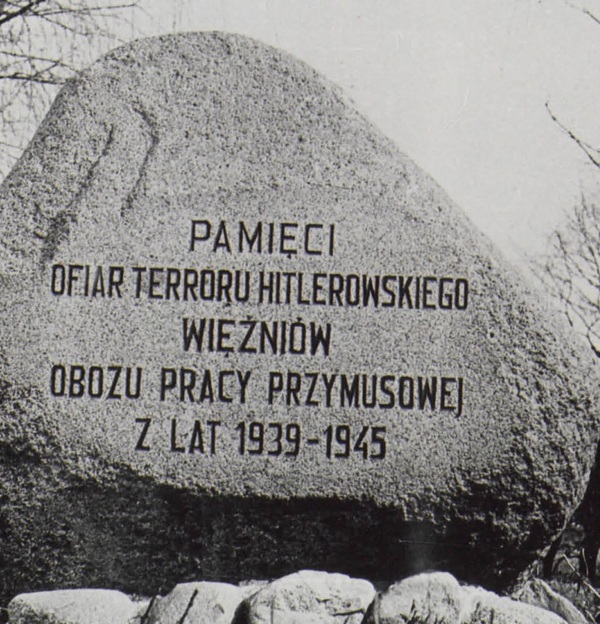 PAMIĘCI
OFIAR TERRORU HITLEROWSKIEGO
WIĘŹNIÓW
OBOZU PRACY PRZYMUSOWEJ
Z LAT 1939-1945